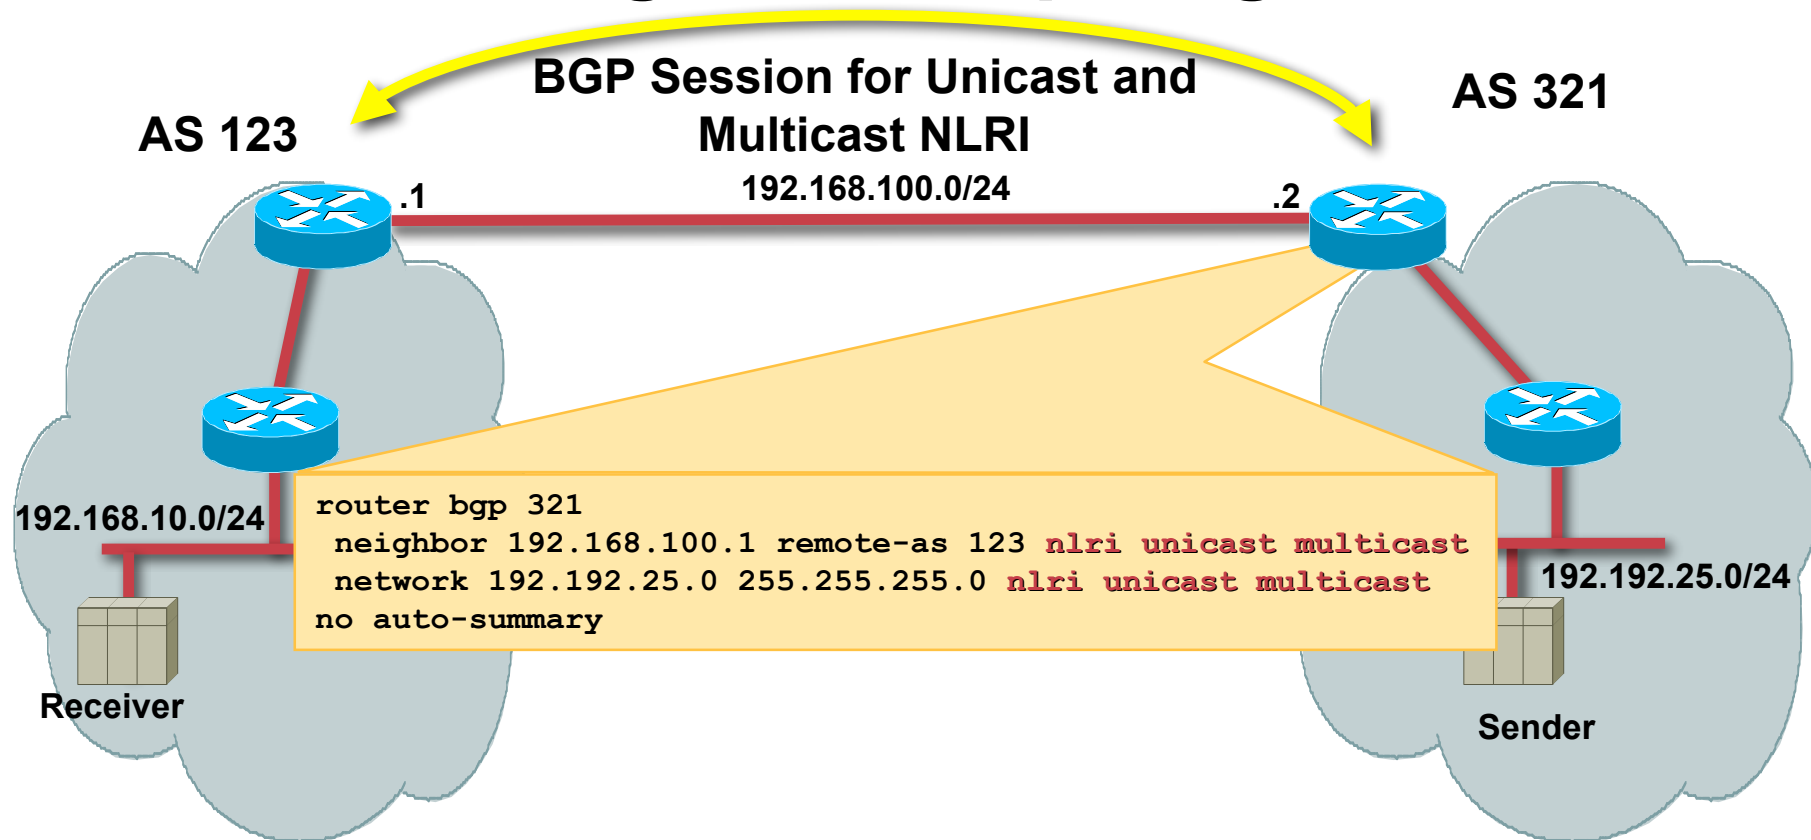 BGP Session for Unicast and
Multicast NLRI
AS 123
AS 321
.1
192.168.100.0/24
.2
192.168.10.0/24
router bgp 321
neighbor 192.168.100.1 remote-as 123 nlri unicast multicast
network 192.192.25.0 255.255.255.0 nlri unicast multicast
no auto-summary
192.192.25.0/24
Receiver
Sender